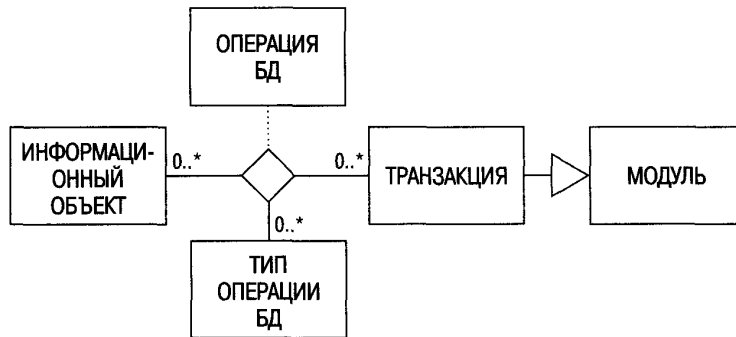 ОПЕРАЦИЯ
БД
ИНФОРМАЦИ-
ОННЫЙ
ОБЪЕКТ
0..*
0..*
ТРАНЗАКЦИЯ
МОДУЛЬ
0..*
ТИП
ОПЕРАЦИИ
БД